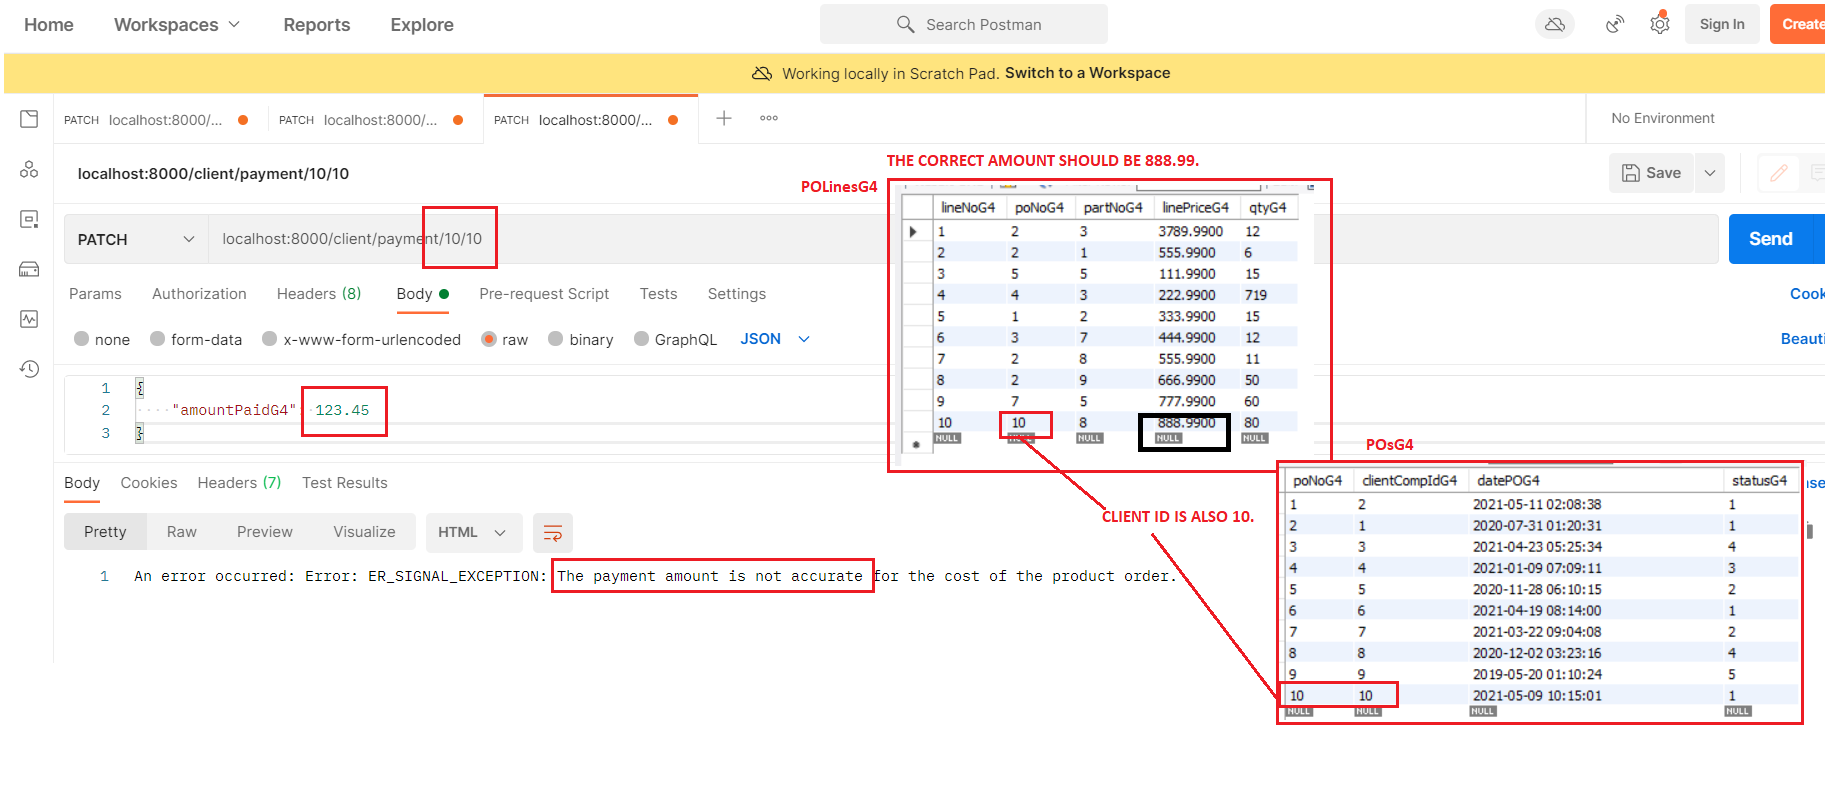 Home Workspaces Reports Explore Search Postman Sign In Create
Working locally in Scratch Pad. Switch to a Workspace
PATCH localhost:8000/... PATCH localhost:8000/... PATCH localhost:8000/... No Environment
THE CORRECT AMOUNT SHOULD BE 888.99.
localhost:8000/client/payment/10/10 Save
POLinesG4
lineNoG4 poNoG4 partNoG4 linePriceG4 qtyG4
1 2 3 3789.9900 12
2 2 1 555.9900 6
3 5 5 111.9900 15
4 4 3 222.9900 719
5 1 2 333.9900 15
6 3 7 444.9900 12
7 2 8 555.9900 11
8 2 9 666.9900 50
9 7 5 777.9900 60
10 10 8 888.9900 80
NULL NULL NULL NULL NULL
PATCH localhost:8000/client/payment/10/10 Send
Params Authorization Headers (8) Body Pre-request Script Tests Settings Cook
none form-data x-www-form-urlencoded raw binary GraphQL JSON Beauti
1 {
2 "amountPaidG4": 123.45
3 }
POsG4
poNoG4 clientCompIdG4 datePOG4 statusG4
1 2 2021-05-11 02:08:38 1
2 1 2020-07-31 01:20:31 1
3 3 2021-04-23 05:25:34 4
4 4 2021-01-09 07:09:11 3
5 5 2020-11-28 06:10:15 2
6 6 2021-04-19 08:14:00 1
7 7 2021-03-22 09:04:08 2
8 8 2020-12-02 03:23:16 4
9 9 2019-05-20 01:10:24 5
10 10 2021-05-09 10:15:01 1
NULL NULL NULL NULL
CLIENT ID IS ALSO 10.
Body Cookies Headers (7) Test Results nse
Pretty Raw Preview Visualize HTML
1 An error occurred: Error: ER_SIGNAL_EXCEPTION: The payment amount is not accurate for the cost of the product order.